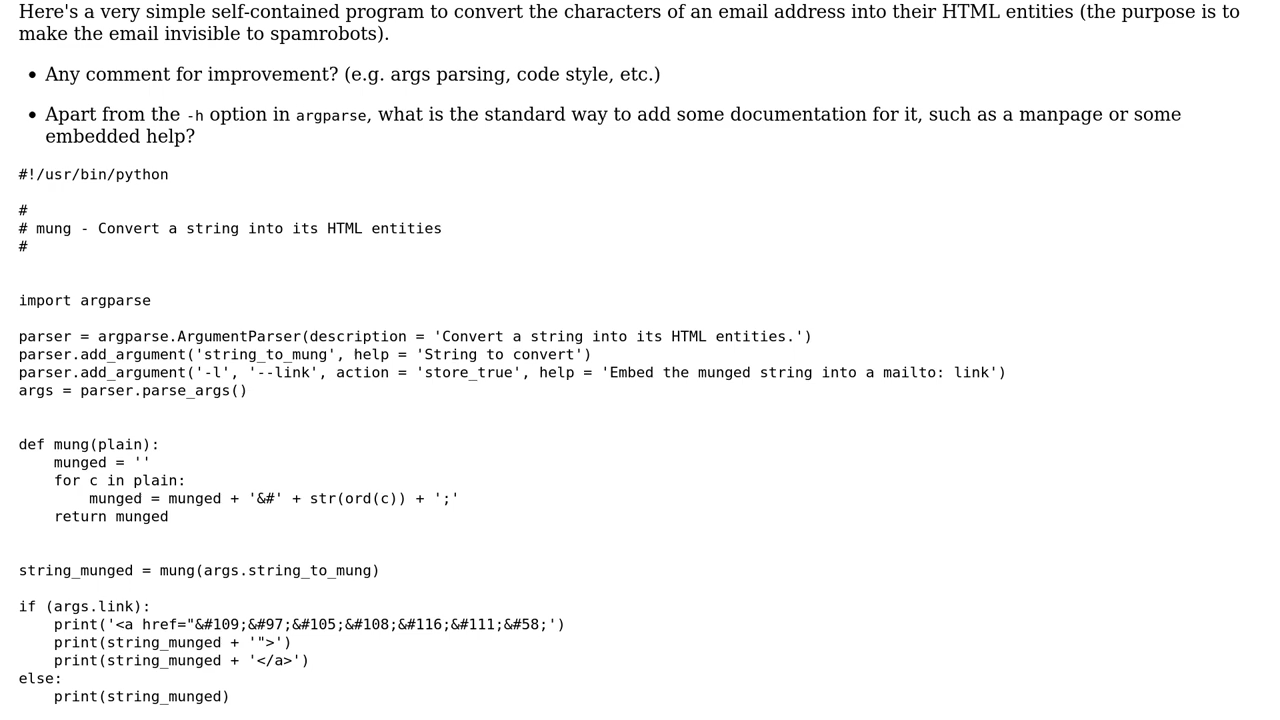 Here's a very simple self-contained program to convert the characters of an email address into their HTML entities (the purpose is to
make the email invisible to spamrobots).
• Any comment for improvement? (e.g. args parsing, code style, etc.)
• Apart from the -h option in argparse, what is the standard way to add some documentation for it, such as a manpage or some
embedded help?
#!/usr/bin/python
#
# mung - Convert a string into its HTML entities
#
import argparse
parser = argparse.ArgumentParser(description = 'Convert a string into its HTML entities.')
parser.add_argument('string_to_mung', help = 'String to convert')
parser.add_argument('-l', '--link', action = 'store_true', help = 'Embed the munged string into a mailto: link')
args = parser.parse_args()
def mung(plain):
    munged = ''
    for c in plain:
        munged = munged + '&#' + str(ord(c)) + ';'
    return munged
string_munged = mung(args.string_to_mung)
if (args.link):
    print('<a href="&#109;&#97;&#105;&#108;&#116;&#111;&#58;')
    print(string_munged + '">')
    print(string_munged + '</a>')
else:
    print(string_munged)